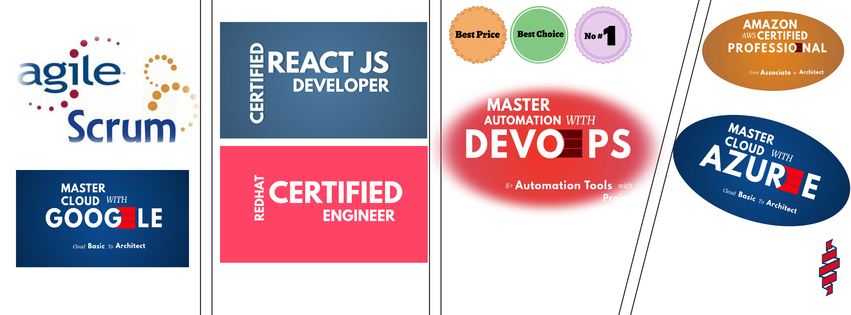 agile
Scrum
MASTER
CLOUD WITH
GOOGLE
Cloud Basic To Architect
CERTIFIED
REACT JS
DEVELOPER
REDHAT
CERTIFIED
ENGINEER
Best Price
Best Choice
No #1
MASTER
AUTOMATION WITH
DEVOPS
8+ Automation Tools with
AMAZON
AWS CERTIFIED
PROFESSIONAL
From Associate to Architect
MASTER
CLOUD WITH
AZURE
Cloud Basic To Architect